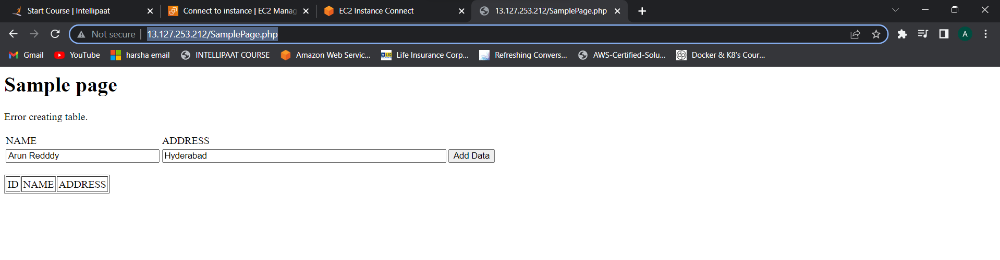 Start Course | Intellipaat
Connect to instance | EC2 Manag
EC2 Instance Connect
13.127.253.212/SamplePage.php
Not secure | 13.127.253.212/SamplePage.php
A
Gmail
YouTube
harsha email
INTELLIPAAT COURSE
Amazon Web Servic...
LIC
Life Insurance Corp...
Refreshing Convers...
AWS-Certified-Solu...
Docker & K8's Cour...
Sample page
Error creating table.
NAME ADDRESS
Arun Redddy Hyderabad Add Data
ID NAME ADDRESS